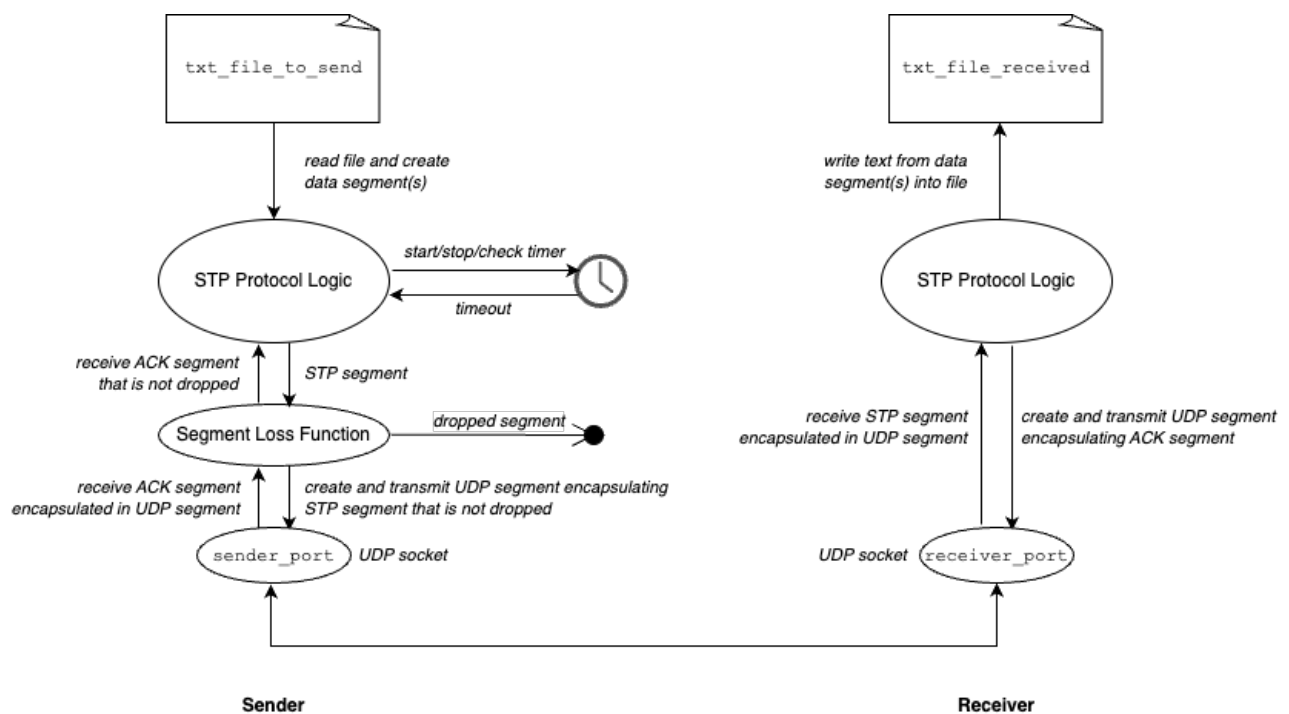 txt_file_to_send
read file and create
data segment(s)
STP Protocol Logic
start/stop/check timer
timeout
receive ACK segment
that is not dropped
STP segment
Segment Loss Function
dropped segment
receive ACK segment
encapsulated in UDP segment
create and transmit UDP segment encapsulating
STP segment that is not dropped
sender_port
UDP socket
Sender
txt_file_received
write text from data
segment(s) into file
STP Protocol Logic
receive STP segment
encapsulated in UDP segment
create and transmit UDP segment
encapsulating ACK segment
UDP socket
receiver_port
Receiver